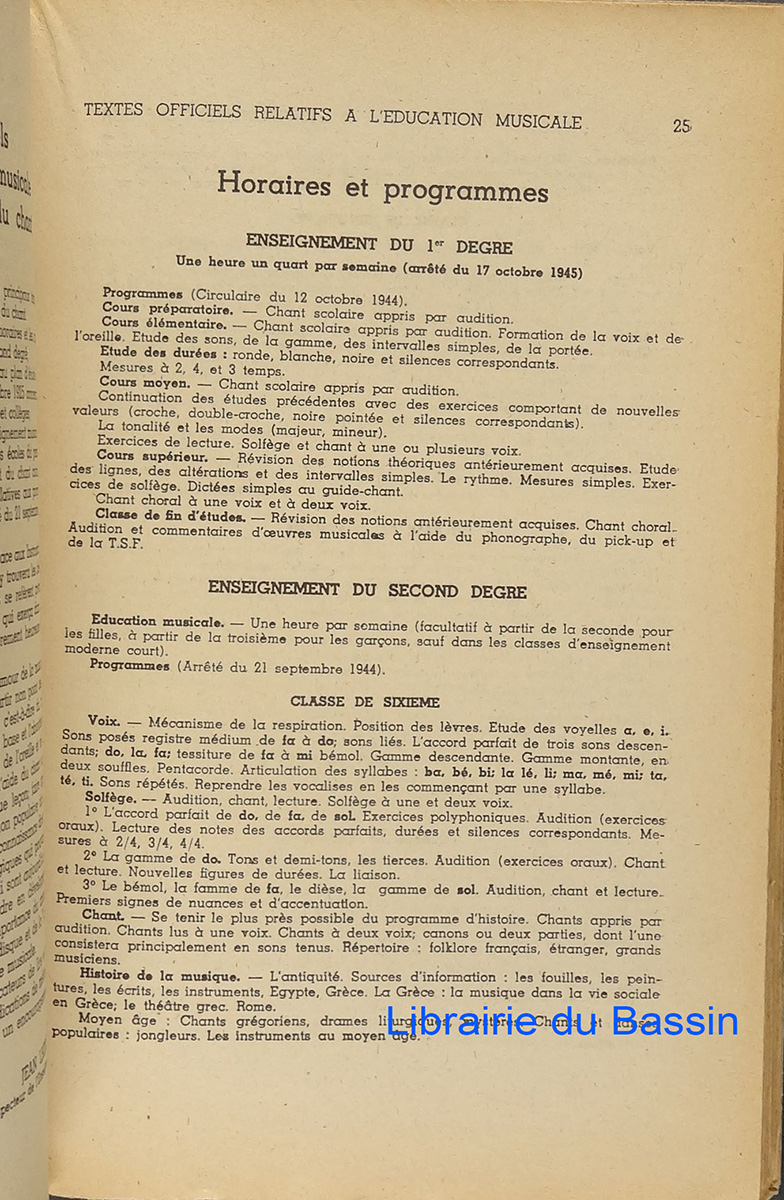 TEXTES OFFICIELS RELATIFS A L'EDUCATION MUSICALE 25
Horaires et programmes
ENSEIGNEMENT DU 1er DEGRE
Une heure un quart par semaine (arrêté du 17 octobre 1945)
Programmes (Circulaire du 12 octobre 1944).
Cours préparatoire. — Chant scolaire appris par audition.
Cours élémentaire. — Chant scolaire appris par audition. Formation de la voix et de
l'oreille. Etude des sons, de la gamme, des intervalles simples, de la portée.
Etude des durées : ronde, blanche, noire et silences correspondants.
Mesures à 2, 4, et 3 temps.
Cours moyen. — Chant scolaire appris par audition.
Continuation des études précédentes avec des exercices comportant de nouvelles
valeurs (croche, double-croche, noire pointée et silences correspondants).
La tonalité et les modes (majeur, mineur).
Exercices de lecture. Solfège et chant à une ou plusieurs voix.
Cours supérieur. — Révision des notions théoriques antérieurement acquises. Etude
des lignes, des altérations et des intervalles simples. Le rythme. Mesures simples. Exer-
cices de solfège. Dictées simples au guide-chant.
Chant choral à une voix et à deux voix.
Classe de fin d'études. — Révision des notions antérieurement acquises. Chant choral.
Audition et commentaires d'œuvres musicales à l'aide du phonographe, du pick-up et
de la T.S.F.
ENSEIGNEMENT DU SECOND DEGRE
Education musicale. — Une heure par semaine (facultatif à partir de la seconde pour
les filles, à partir de la troisième pour les garçons, sauf dans les classes d'enseignement
moderne court).
Programmes (Arrêté du 21 septembre 1944).
CLASSE DE SIXIEME
Voix. — Mécanisme de la respiration. Position des lèvres. Etude des voyelles a, e, i.
Sons posés registre médium de fa à do; sons liés. L'accord parfait de trois sons descen-
dants; do, la, fa; tessiture de fa à mi bémol. Gamme descendante. Gamme montante, en
deux souffles. Pentacorde. Articulation des syllabes : ba, bé, bi; la lé, li; ma, mé, mi; ta,
té, ti. Sons répétés. Reprendre les vocalises en les commençant par une syllabe.
Solfège. — Audition, chant, lecture. Solfège à une et deux voix.
1° L'accord parfait de do, de fa, de sol. Exercices polyphoniques. Audition (exercices
oraux). Lecture des notes des accords parfaits, durées et silences correspondants. Me-
sures à 2/4, 3/4, 4/4.
2° La gamme de do. Tons et demi-tons, les tierces. Audition (exercices oraux). Chant
et lecture. Nouvelles figures de durées. La liaison.
3° Le bémol, la famme de fa, le dièse, la gamme de sol. Audition, chant et lecture.
Premiers signes de nuances et d'accentuation.
Chant. — Se tenir le plus près possible du programme d'histoire. Chants appris par
audition. Chants lus à une voix. Chants à deux voix; canons ou deux parties, dont l'une
consistera principalement en sons tenus. Répertoire : folklore français, étranger, grands
musiciens.
Histoire de la musique. — L'antiquité. Sources d'information : les fouilles, les pein-
tures, les écrits, les instruments, Egypte, Grèce. La Grèce : la musique dans la vie sociale
en Grèce; le théâtre grec. Rome.
Moyen âge : Chants grégoriens, drames liturgiques, mystères. Chants et danses
populaires : jongleurs. Les instruments au moyen âge.
Librairie du Bassin